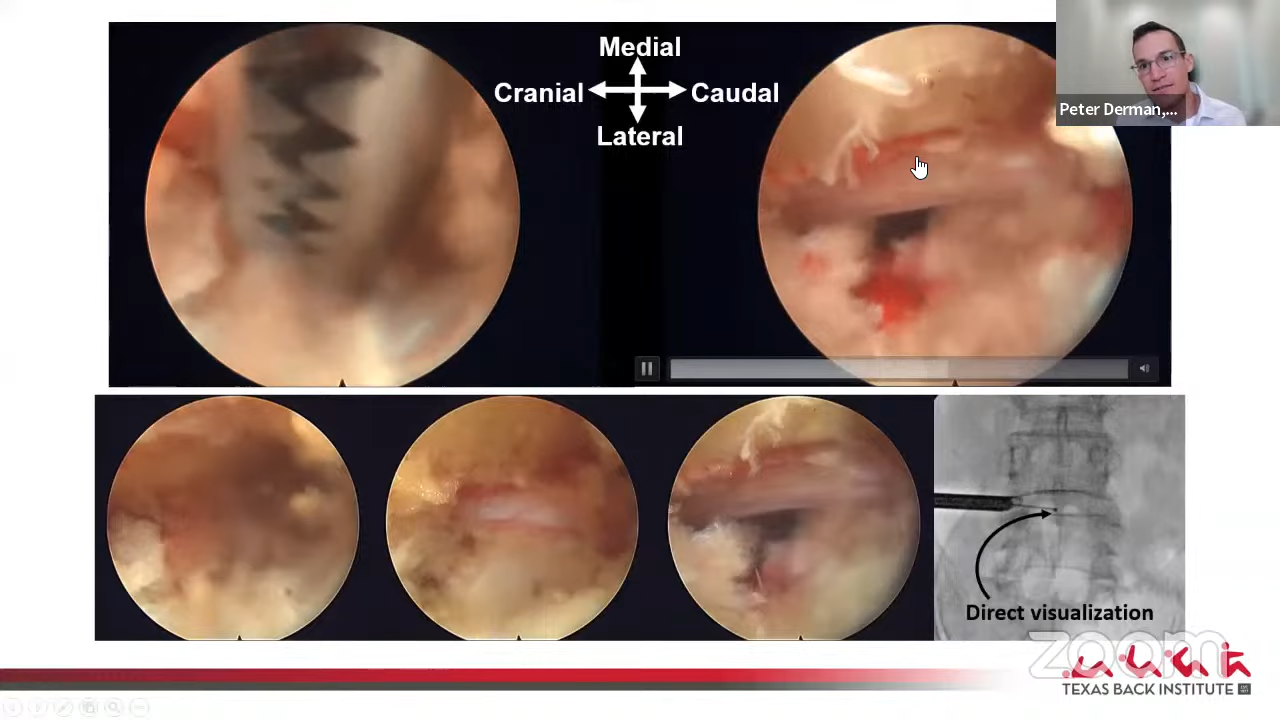 Medial
Cranial
Caudal
Lateral
Peter Derman,...
Direct visualization
zoom
TEXAS BACK INSTITUTE